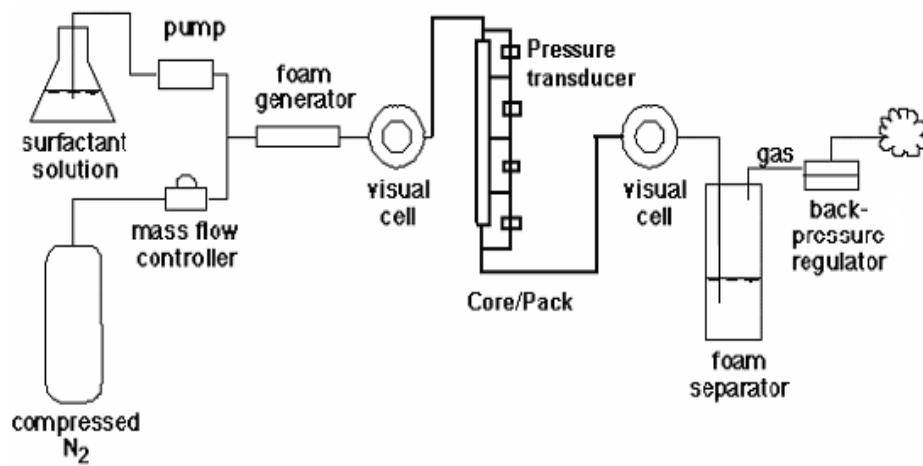 pump
surfactant
solution
foam
generator
mass flow
controller
compressed
N2
visual
cell
Pressure
transducer
Core/Pack
visual
cell
gas
foam
separator
back-
pressure
regulator